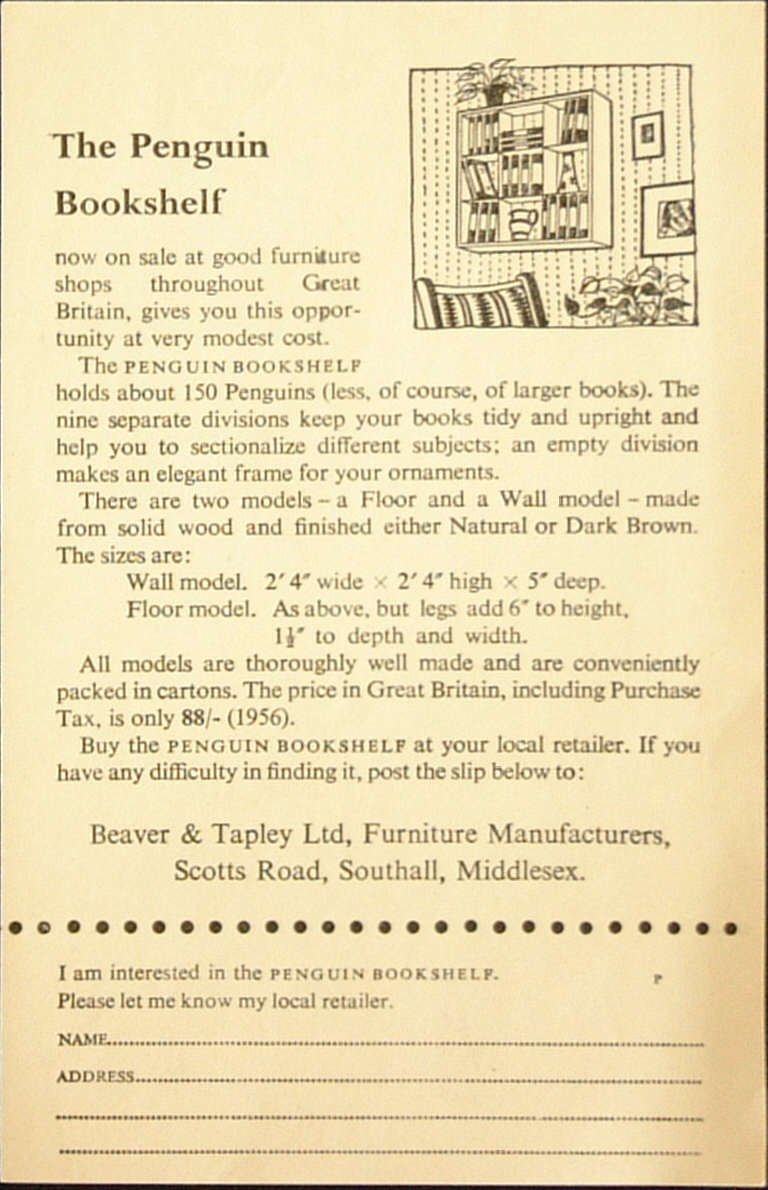 The Penguin
Bookshelf
now on sale at good furniture
shops throughout Great
Britain, gives you this oppor-
tunity at very modest cost.
The PENGUIN BOOKSHELF
holds about 150 Penguins (less, of course, of larger books). The
nine separate divisions keep your books tidy and upright and
help you to sectionalize different subjects; an empty division
makes an elegant frame for your ornaments.
There are two models – a Floor and a Wall model – made
from solid wood and finished either Natural or Dark Brown.
The sizes are:
Wall model. 2′ 4″ wide × 2′ 4″ high × 5″ deep.
Floor model. As above, but legs add 6″ to height,
1½″ to depth and width.
All models are thoroughly well made and are conveniently
packed in cartons. The price in Great Britain, including Purchase
Tax, is only 88/- (1956).
Buy the PENGUIN BOOKSHELF at your local retailer. If you
have any difficulty in finding it, post the slip below to:
Beaver & Tapley Ltd, Furniture Manufacturers,
Scotts Road, Southall, Middlesex.
I am interested in the PENGUIN BOOKSHELF. P
Please let me know my local retailer.
NAME
ADDRESS